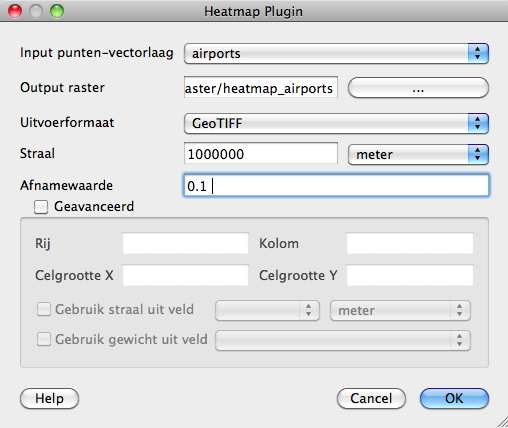 Heatmap Plugin
Input punten-vectorlaag airports
Output raster aster/heatmap_airports ...
Uitvoerformaat GeoTIFF
Straal 1000000 meter
Afnamewaarde 0.1
Geavanceerd
Rij Kolom
Celgrootte X Celgrootte Y
Gebruik straal uit veld meter
Gebruik gewicht uit veld
Help Cancel OK